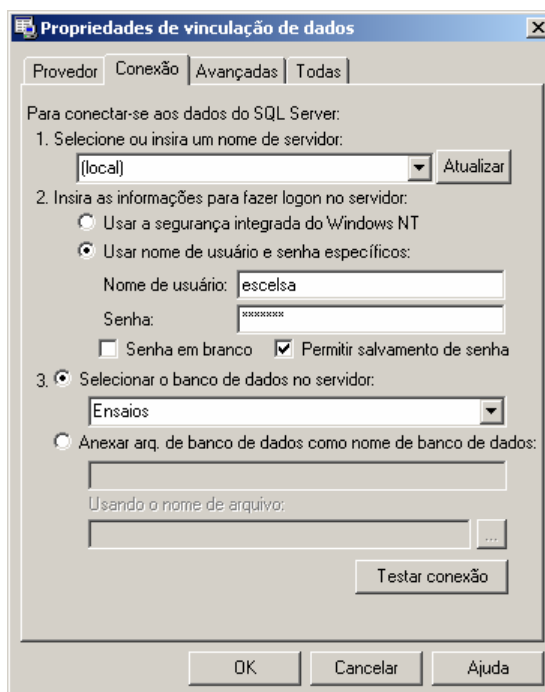 Propriedades de vinculação de dados
Provedor Conexão Avançadas Todas
Para conectar-se aos dados do SQL Server:
1. Selecione ou insira um nome de servidor:
(local) Atualizar
2. Insira as informações para fazer logon no servidor:
Usar a segurança integrada do Windows NT
Usar nome de usuário e senha específicos:
Nome de usuário: escelsa
Senha: *******
Senha em branco Permitir salvamento de senha
3. Selecionar o banco de dados no servidor:
Ensaios
Anexar arq. de banco de dados como nome de banco de dados:
Usando o nome de arquivo:
...
Testar conexão
OK Cancelar Ajuda